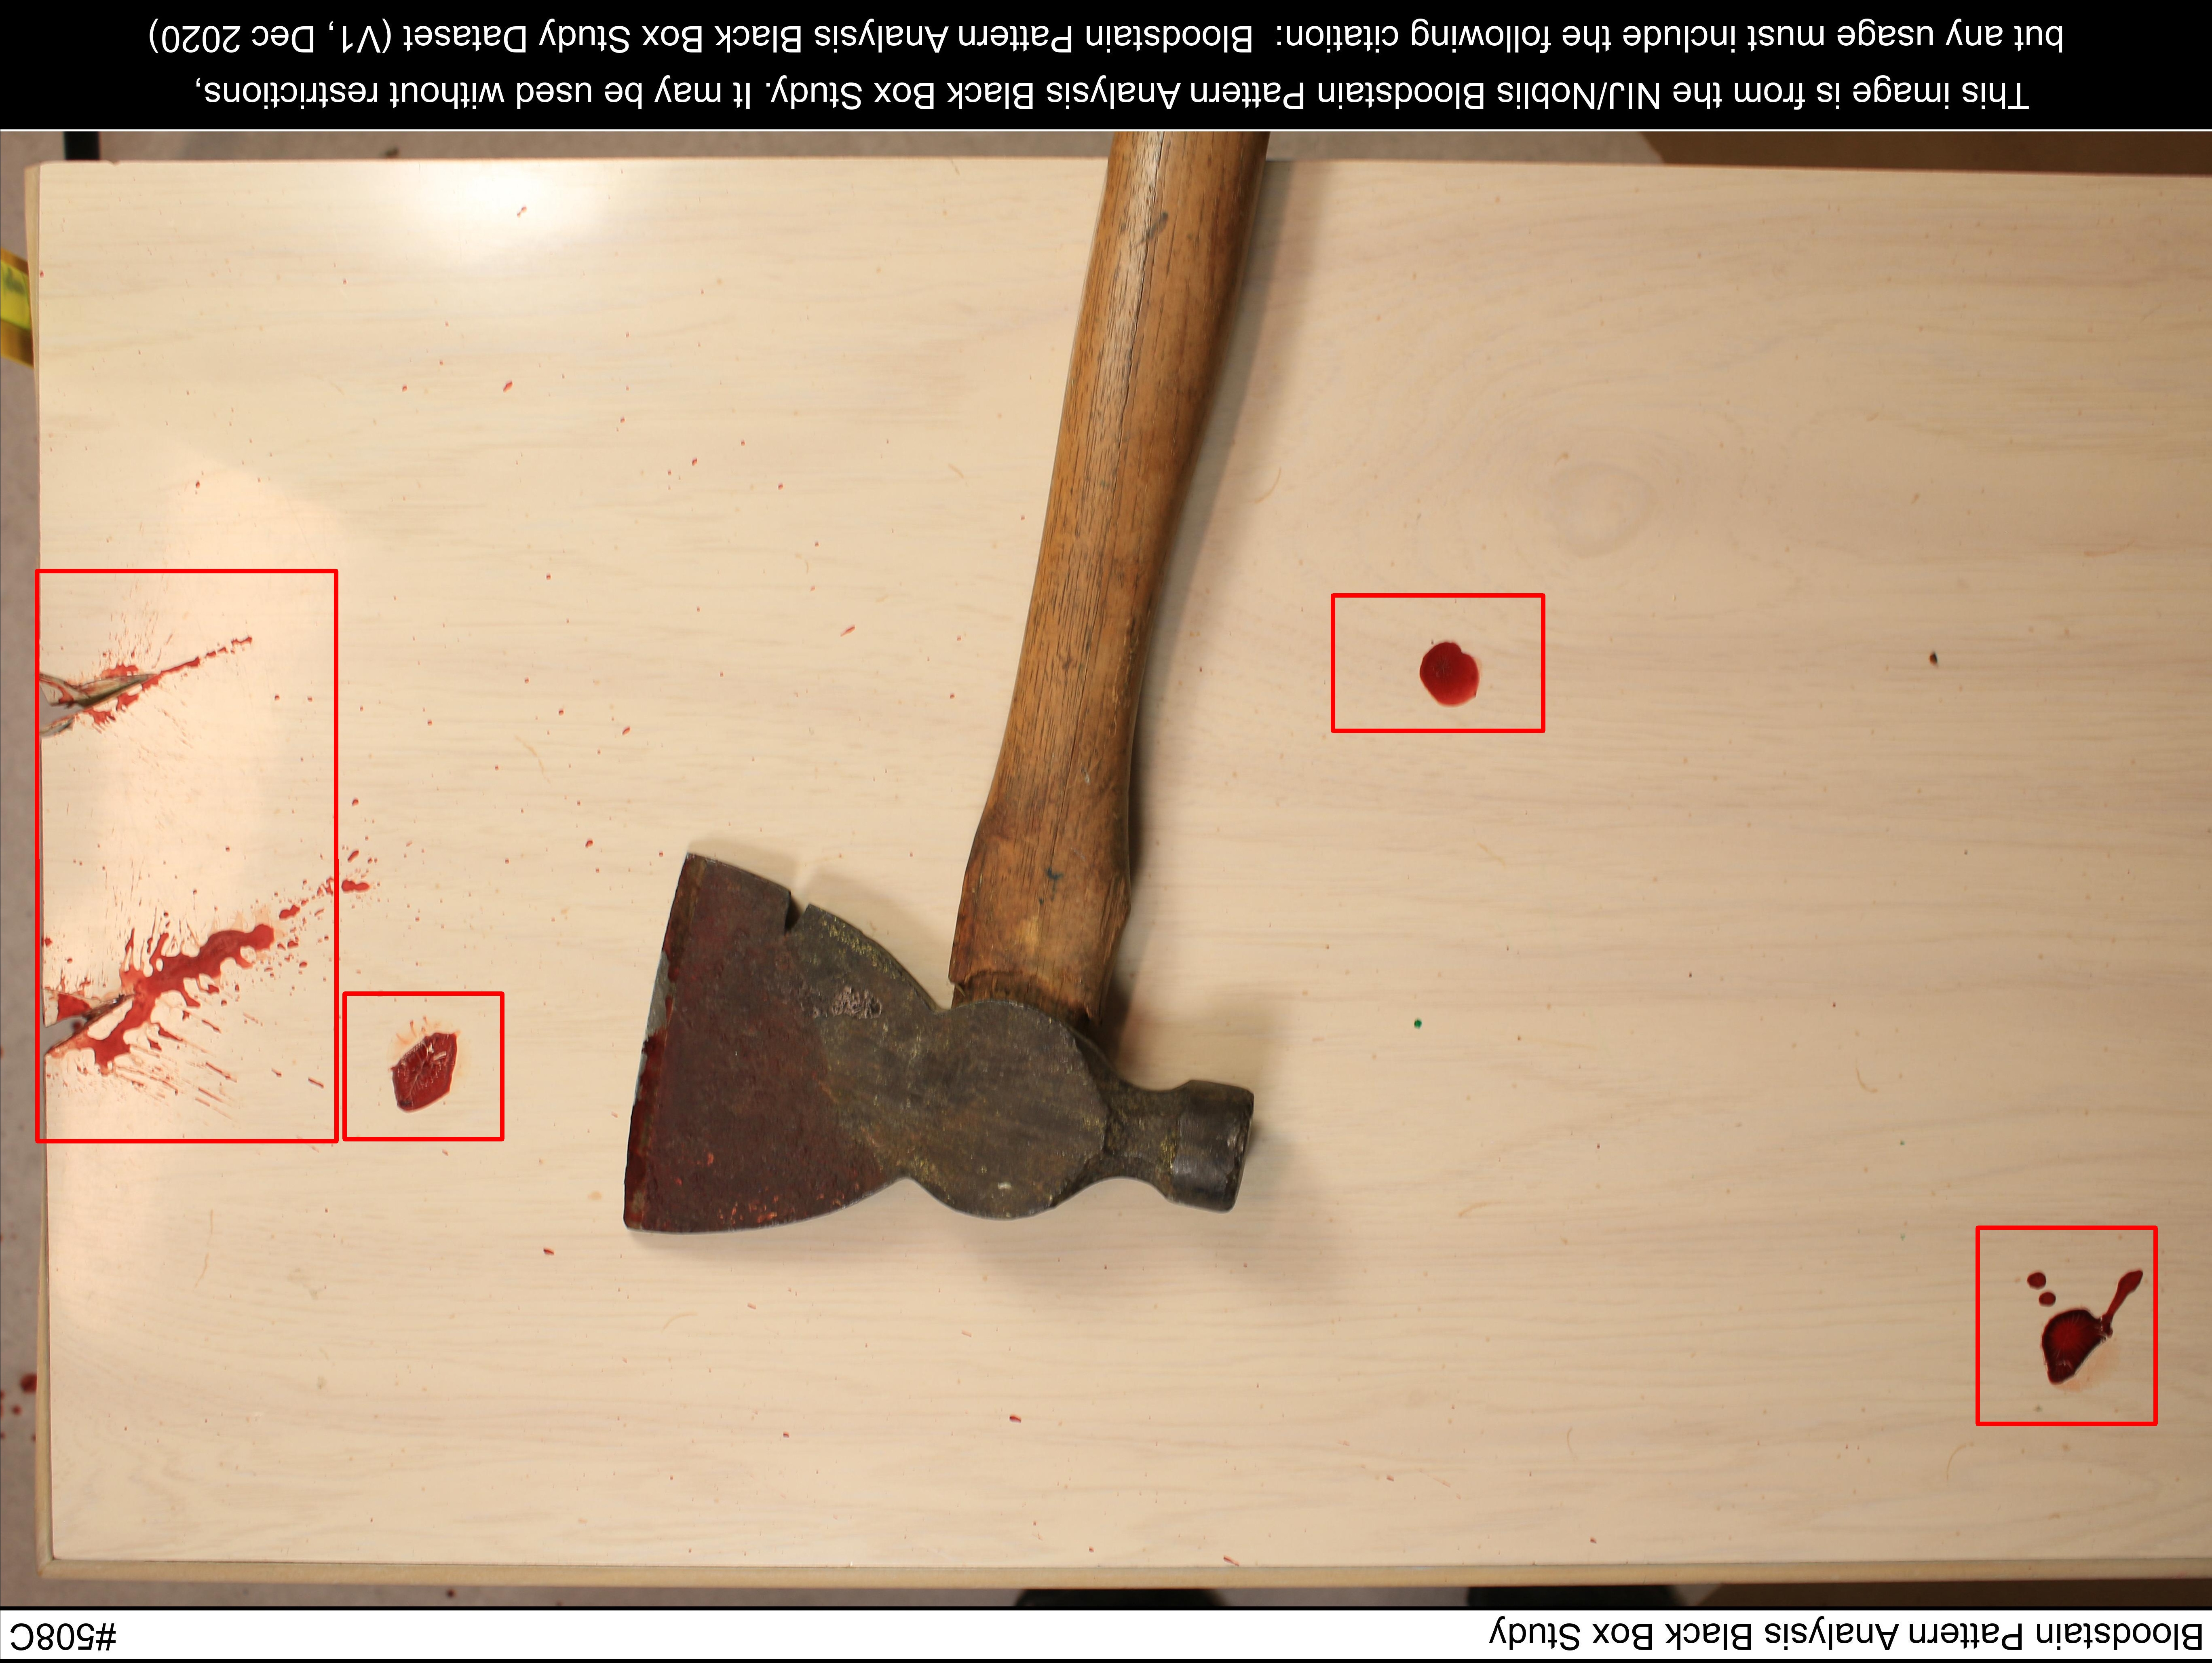 Bloodstain Pattern Analysis Black Box Study
#508C
This image is from the NIJ/Noblis Bloodstain Pattern Analysis Black Box Study. It may be used without restrictions,
but any usage must include the following citation:  Bloodstain Pattern Analysis Black Box Study Dataset (V1, Dec 2020)